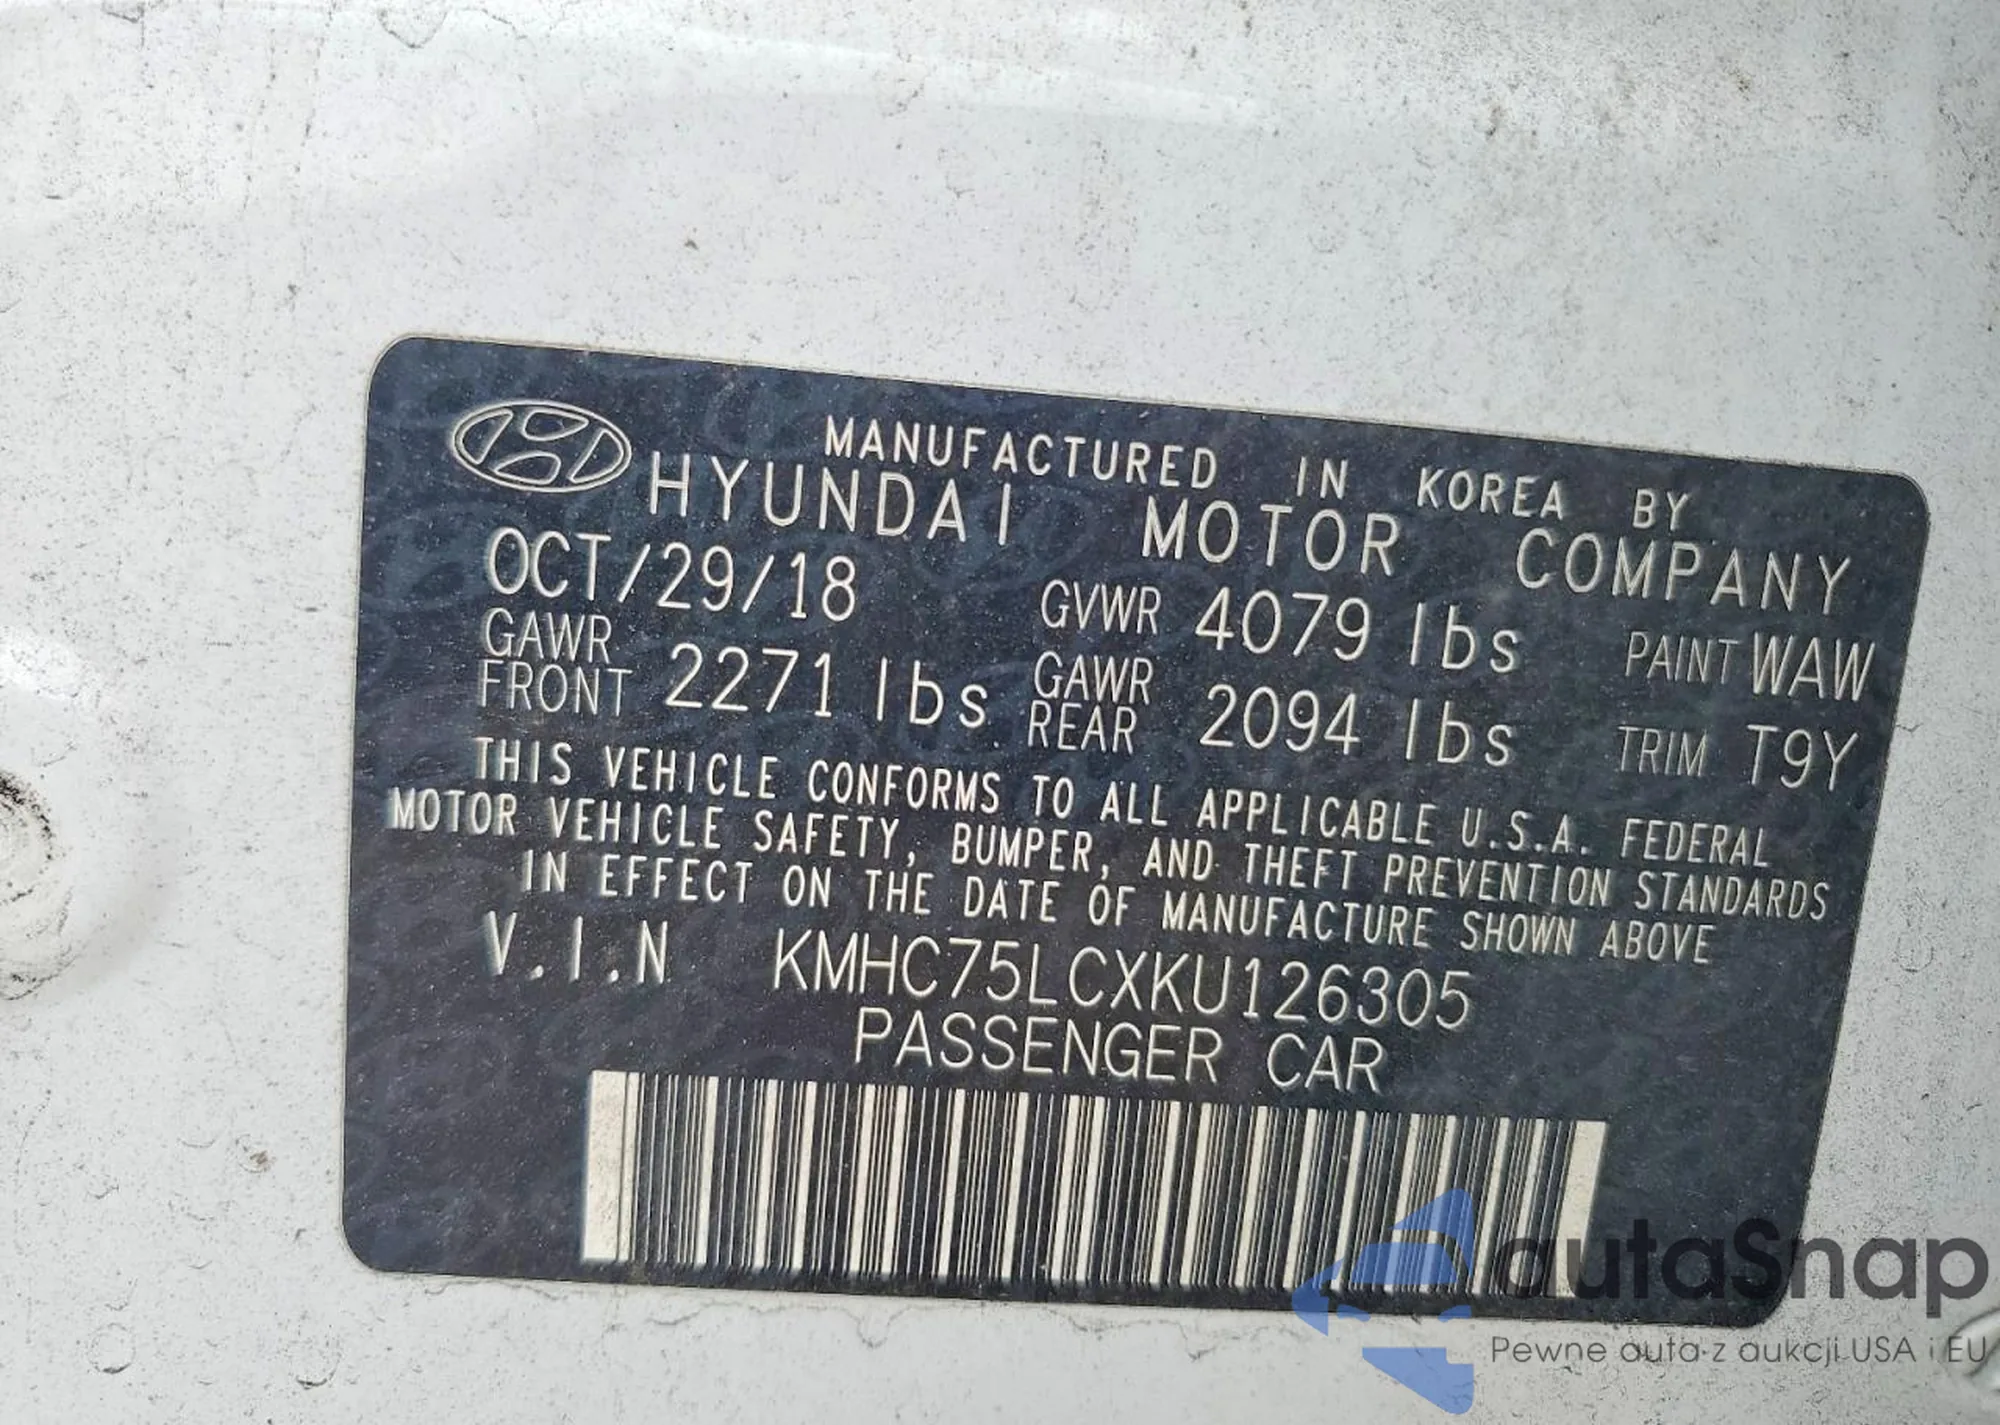 MANUFACTURED IN KOREA BY
HYUNDAI MOTOR COMPANY
OCT/29/18 GVWR 4079 lbs PAINT WAW
GAWR FRONT 2271 lbs GAWR REAR 2094 lbs TRIM T9Y
THIS VEHICLE CONFORMS TO ALL APPLICABLE U.S.A. FEDERAL
MOTOR VEHICLE SAFETY, BUMPER, AND THEFT PREVENTION STANDARDS
IN EFFECT ON THE DATE OF MANUFACTURE SHOWN ABOVE
V.I.N KMHC75LCXKU126305
PASSENGER CAR
autaSnap
Pewne auta z aukcji USA i EU